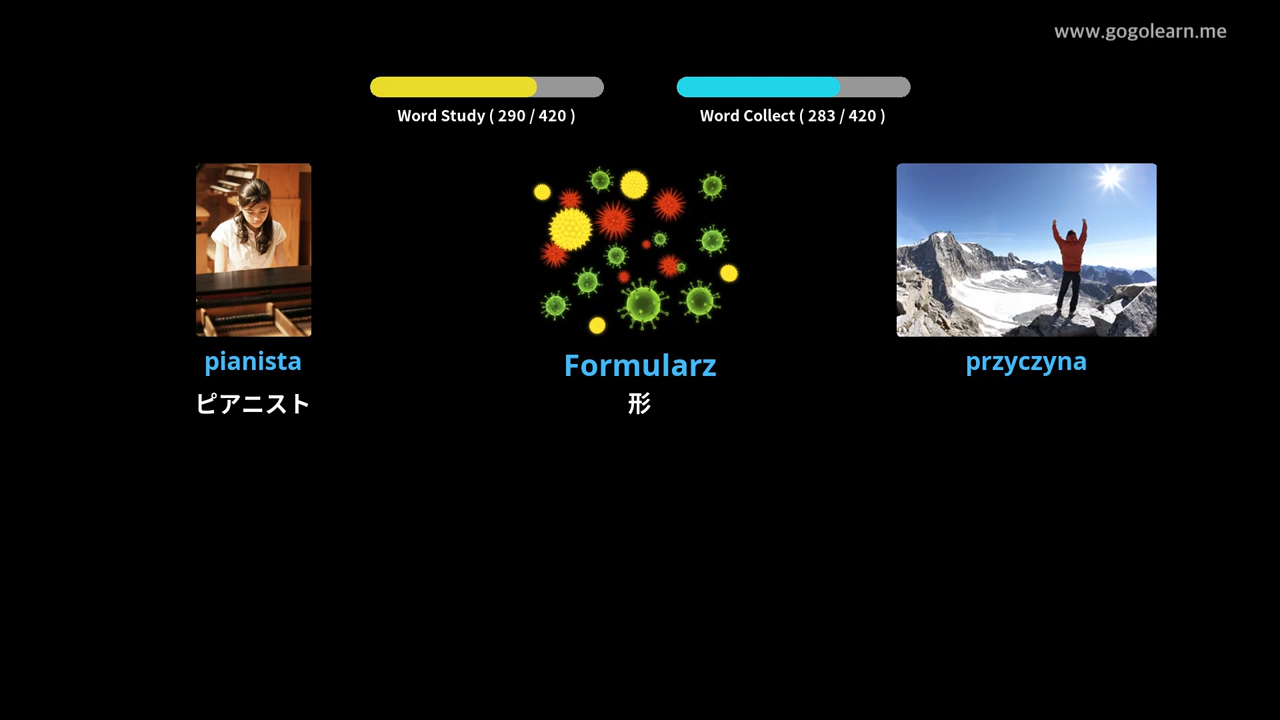 www.gogolearn.me
Word Study ( 290 / 420 )
Word Collect ( 283 / 420 )
pianista
ピアニスト
Formularz
形
przyczyna